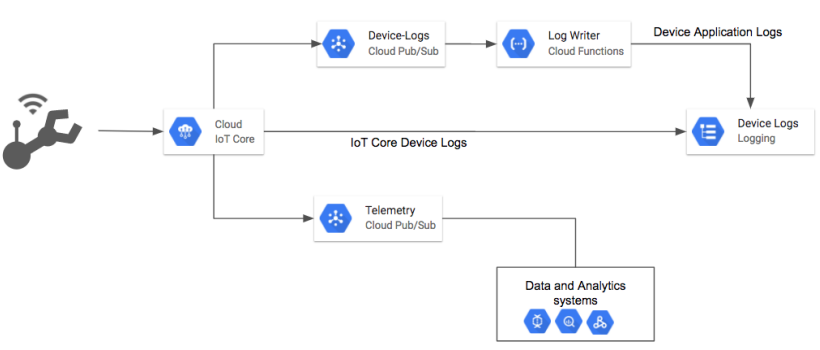 Device-Logs
Cloud Pub/Sub
Log Writer
Cloud Functions
Device Application Logs
Cloud
IoT Core
IoT Core Device Logs
Device Logs
Logging
Telemetry
Cloud Pub/Sub
Data and Analytics
systems